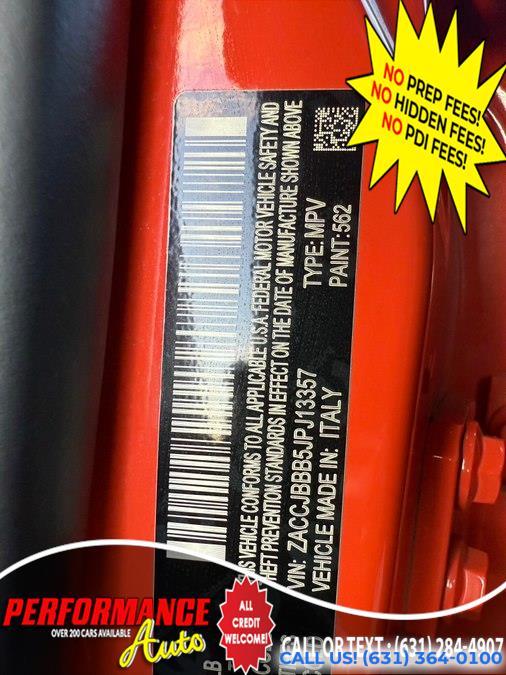 NO PREP FEES!
NO HIDDEN FEES!
NO PDI FEES!
VEHICLE CONFORMS TO ALL APPLICABLE U.S.A. FEDERAL MOTOR VEHICLE SAFETY AND
THEFT PREVENTION STANDARDS IN EFFECT ON THE DATE OF MANUFACTURE SHOWN ABOVE
VIN: ZACCJBBB5JPJ13357
TYPE: MPV
VEHICLE MADE IN: ITALY
PAINT: 562
PERFORMANCE
OVER 200 CARS AVAILABLE
Auto
ALL
CREDIT
WELCOME!
CALL OR TEXT : (631) 284-4907
CALL US! (631) 364-0100